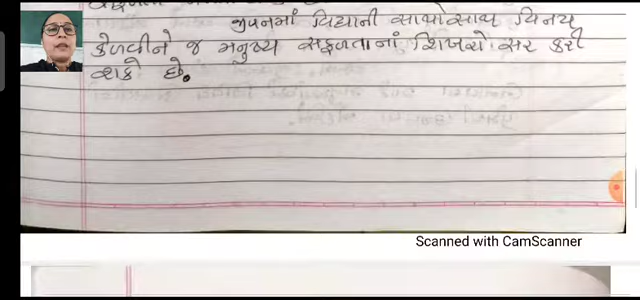 જીવનમાં વિદ્યાની સાથોસાથ વિનય
કેળવીને જ મનુષ્ય સફળતાનાં શિખરો સર કરી
શકે છે.
Scanned with CamScanner